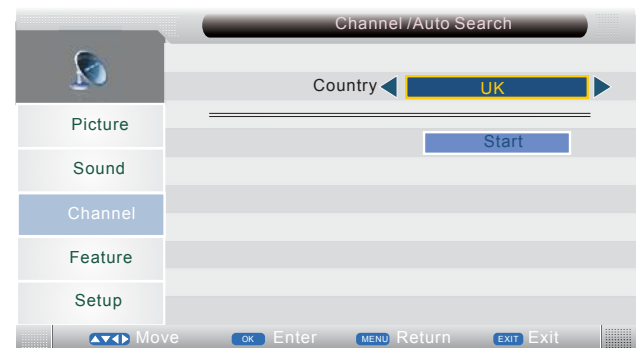 Channel /Auto Search
Country UK
Start
Picture
Sound
Channel
Feature
Setup
Move OK Enter MENU Return EXIT Exit